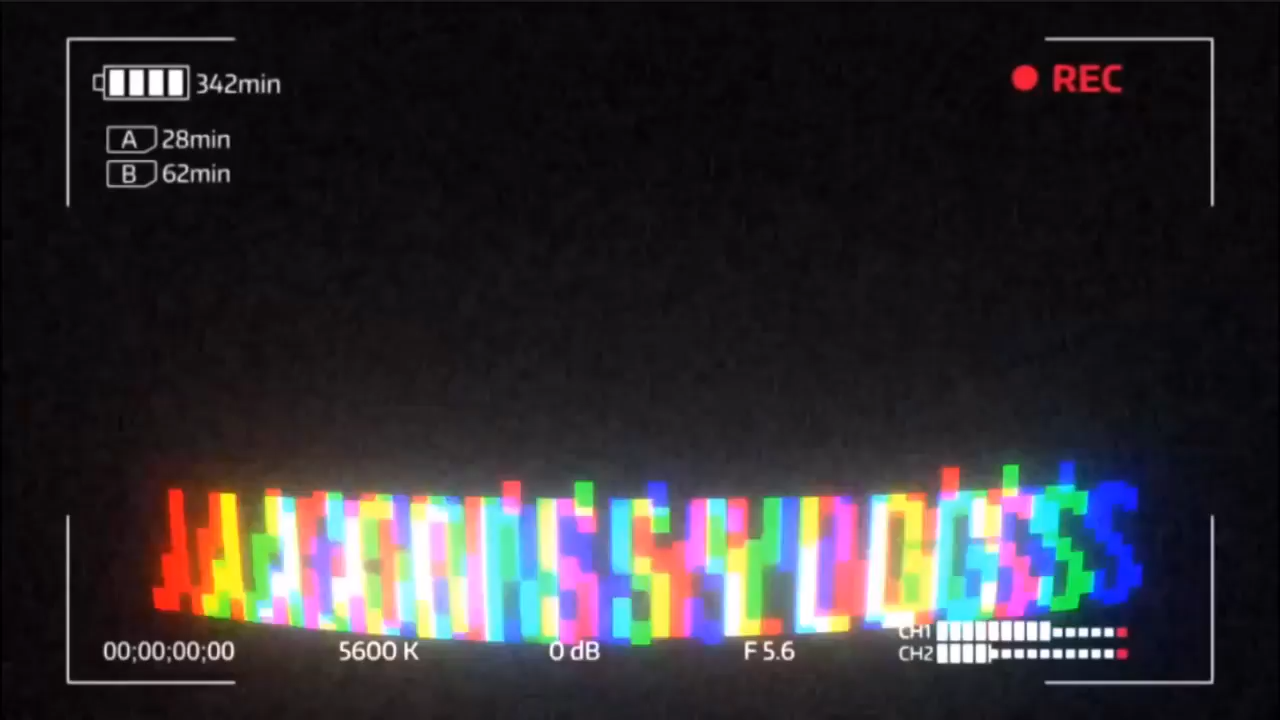 342min
REC
A 28min
B 62min
00;00;00;00 5600 K 0 dB F 5.6
CH1
CH2